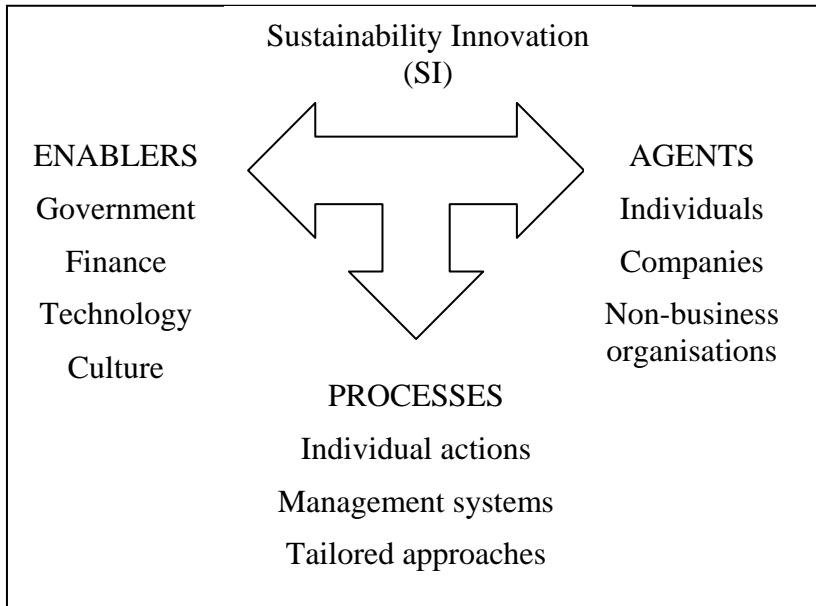 Sustainability Innovation
(SI)
ENABLERS
Government
Finance
Technology
Culture
AGENTS
Individuals
Companies
Non-business
organisations
PROCESSES
Individual actions
Management systems
Tailored approaches